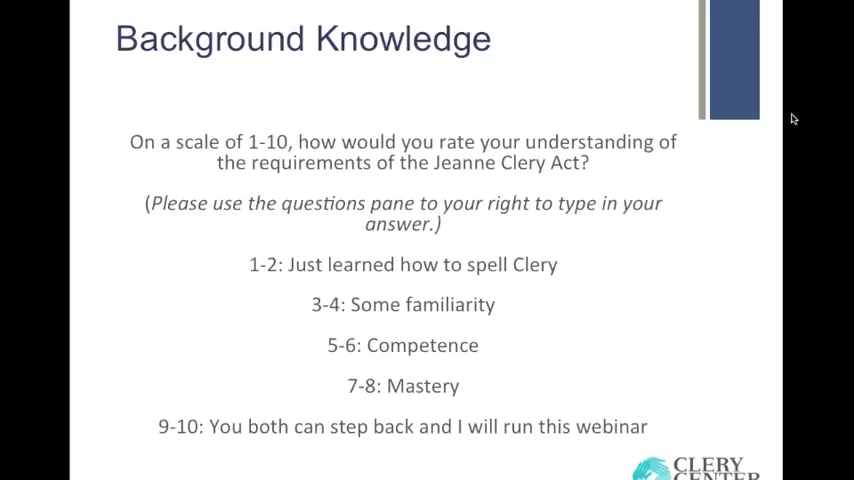 Background Knowledge
On a scale of 1-10, how would you rate your understanding of
the requirements of the Jeanne Clery Act?
(Please use the questions pane to your right to type in your
answer.)
1-2: Just learned how to spell Clery
3-4: Some familiarity
5-6: Competence
7-8: Mastery
9-10: You both can step back and I will run this webinar
CLERY
CENTER